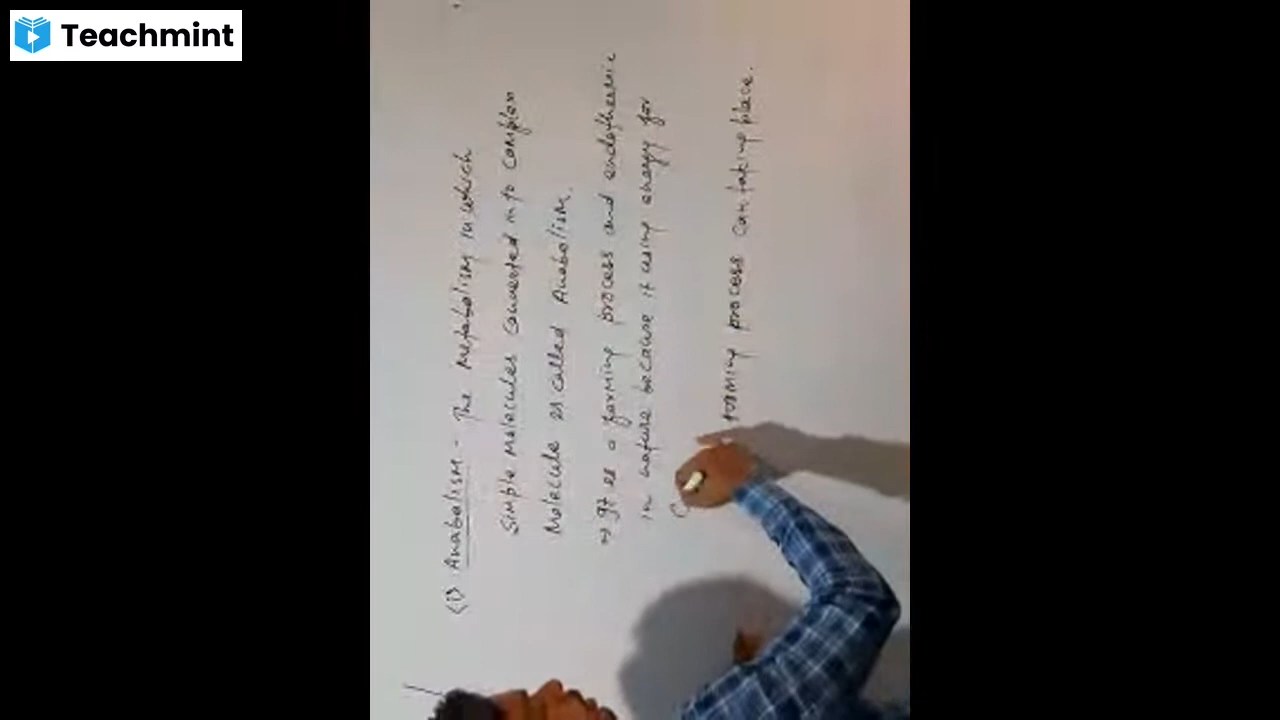 Teachmint
(i) Anabolism - The Metabolism in which
Simple Molecules Converted into Complex
Molecule is called Anabolism.
⇒ It is a forming process and endothermic
in nature because it using energy for
forming process can taking place.